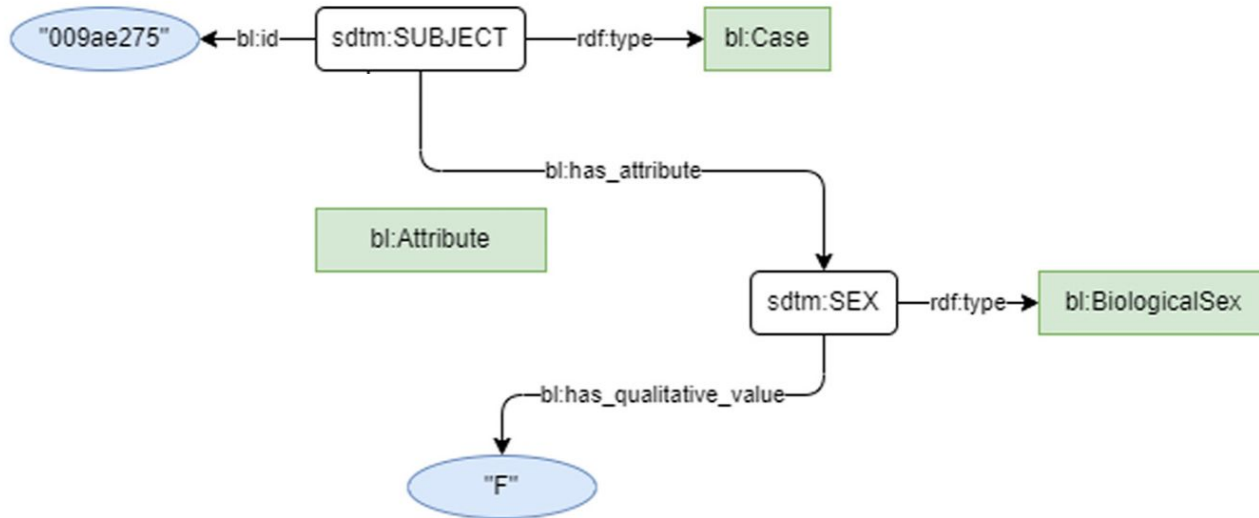 "009ae275"
bl:id
sdtm:SUBJECT
rdf:type
bl:Case
bl:has_attribute
bl:Attribute
sdtm:SEX
rdf:type
bl:BiologicalSex
bl:has_qualitative_value
"F"